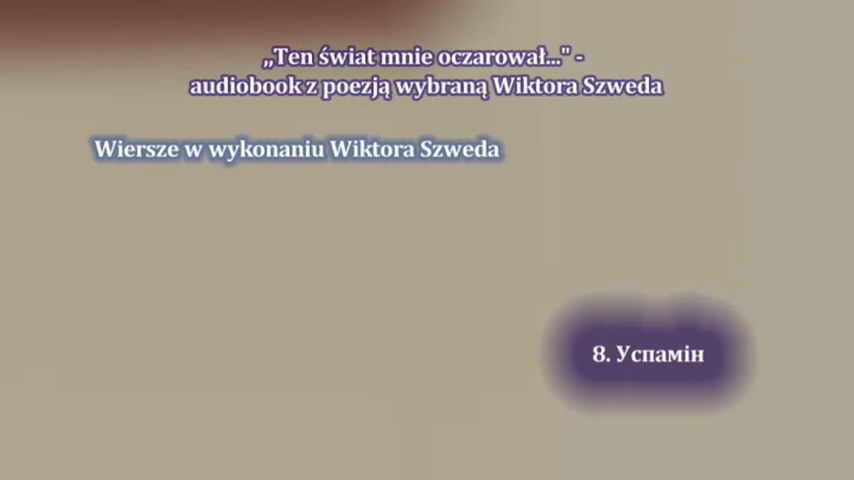 „Ten świat mnie oczarował..." -
audiobook z poezją wybraną Wiktora Szweda
Wiersze w wykonaniu Wiktora Szweda
8. Успамін